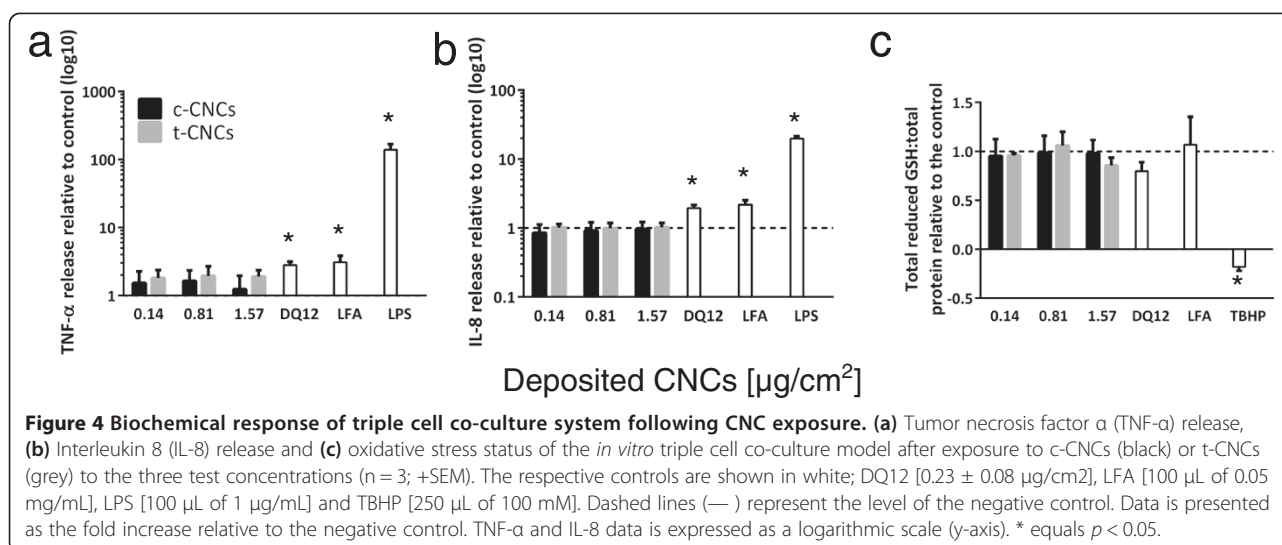 a
b
c
TNF-α release relative to control (log10)
1000
100
10
1
c-CNCs
t-CNCs
*
*
*
0.14 0.81 1.57 DQ12 LFA LPS
IL-8 release relative to control (log10)
100
10
1
0.1
*
*
*
0.14 0.81 1.57 DQ12 LFA LPS
Total reduced GSH:total
protein relative to the control
1.5
1.0
0.5
0.0
-0.5
*
0.14 0.81 1.57 DQ12 LFA TBHP
Deposited CNCs [µg/cm²]
Figure 4 Biochemical response of triple cell co-culture system following CNC exposure. (a) Tumor necrosis factor α (TNF-α) release,
(b) Interleukin 8 (IL-8) release and (c) oxidative stress status of the in vitro triple cell co-culture model after exposure to c-CNCs (black) or t-CNCs
(grey) to the three test concentrations (n = 3; +SEM). The respective controls are shown in white; DQ12 [0.23 ± 0.08 µg/cm2], LFA [100 µL of 0.05
mg/mL], LPS [100 µL of 1 µg/mL] and TBHP [250 µL of 100 mM]. Dashed lines (— ) represent the level of the negative control. Data is presented
as the fold increase relative to the negative control. TNF-α and IL-8 data is expressed as a logarithmic scale (y-axis). * equals p < 0.05.